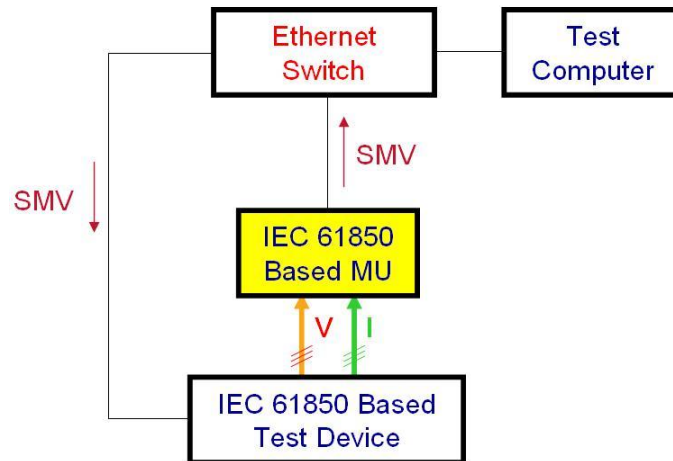 Ethernet
Switch
Test
Computer
SMV
SMV
IEC 61850
Based MU
V
I
IEC 61850 Based
Test Device